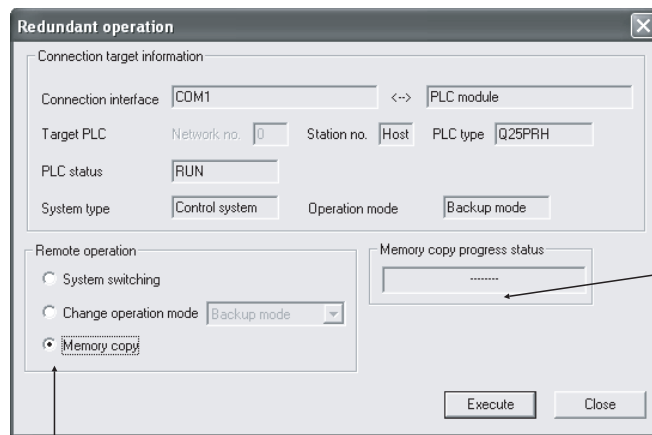 Redundant operation
Connection target information
Connection interface COM1 <--> PLC module
Target PLC Network no. 0 Station no. Host PLC type Q25PRH
PLC status RUN
System type Control system Operation mode Backup mode
Remote operation
Memory copy progress status
System switching
--------
Change operation mode Backup mode
Memory copy
Execute Close